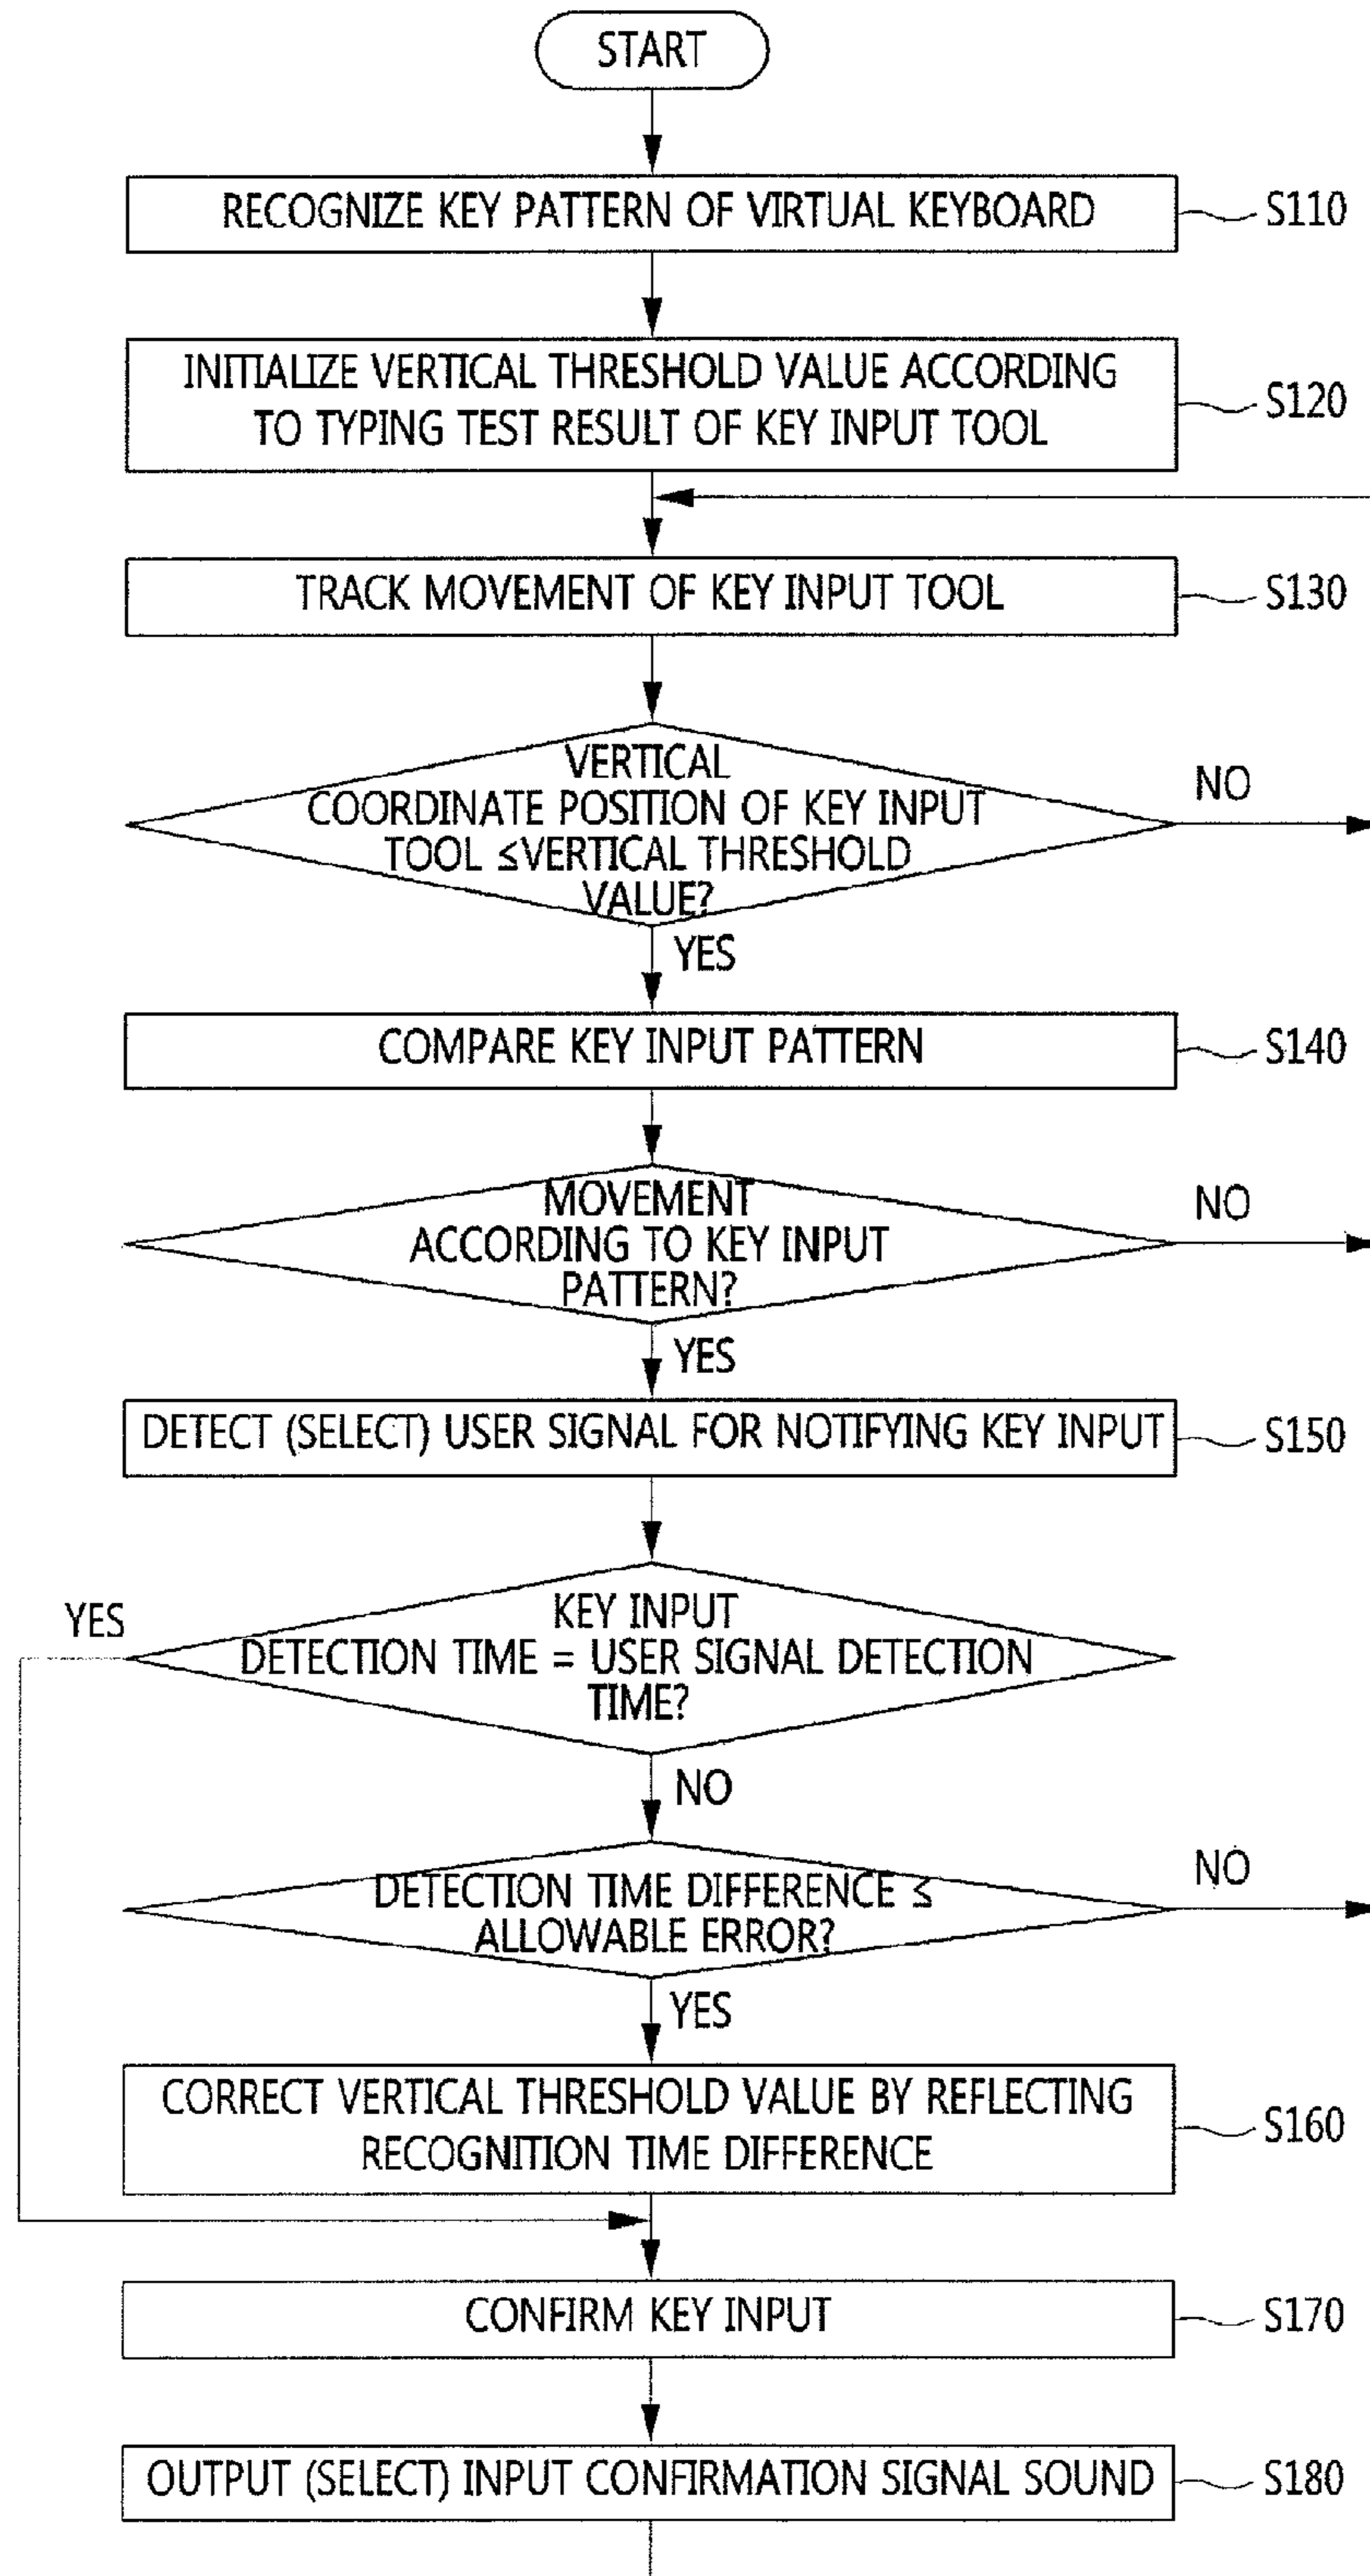 START
RECOGNIZE KEY PATTERN OF VIRTUAL KEYBOARD
S110
INITIALIZE VERTICAL THRESHOLD VALUE ACCORDING
TO TYPING TEST RESULT OF KEY INPUT TOOL
S120
TRACK MOVEMENT OF KEY INPUT TOOL
S130
VERTICAL
COORDINATE POSITION OF KEY INPUT
TOOL ≤VERTICAL THRESHOLD
VALUE?
NO
YES
COMPARE KEY INPUT PATTERN
S140
MOVEMENT
ACCORDING TO KEY INPUT
PATTERN?
NO
YES
DETECT (SELECT) USER SIGNAL FOR NOTIFYING KEY INPUT
S150
YES
KEY INPUT
DETECTION TIME = USER SIGNAL DETECTION
TIME?
NO
DETECTION TIME DIFFERENCE ≤
ALLOWABLE ERROR?
NO
YES
CORRECT VERTICAL THRESHOLD VALUE BY REFLECTING
RECOGNITION TIME DIFFERENCE
S160
CONFIRM KEY INPUT
S170
OUTPUT (SELECT) INPUT CONFIRMATION SIGNAL SOUND
S180